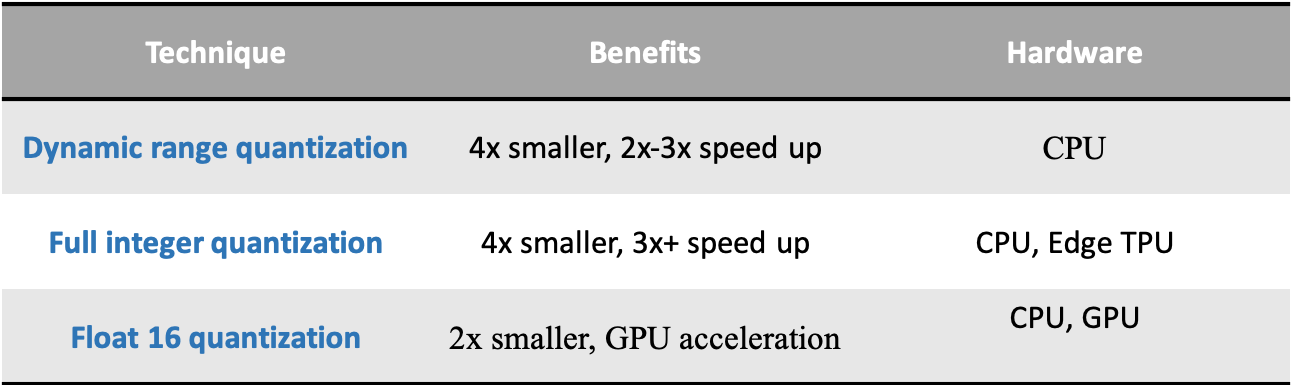 Technique Benefits Hardware
Dynamic range quantization 4x smaller, 2x-3x speed up CPU
Full integer quantization 4x smaller, 3x+ speed up CPU, Edge TPU
Float 16 quantization 2x smaller, GPU acceleration CPU, GPU